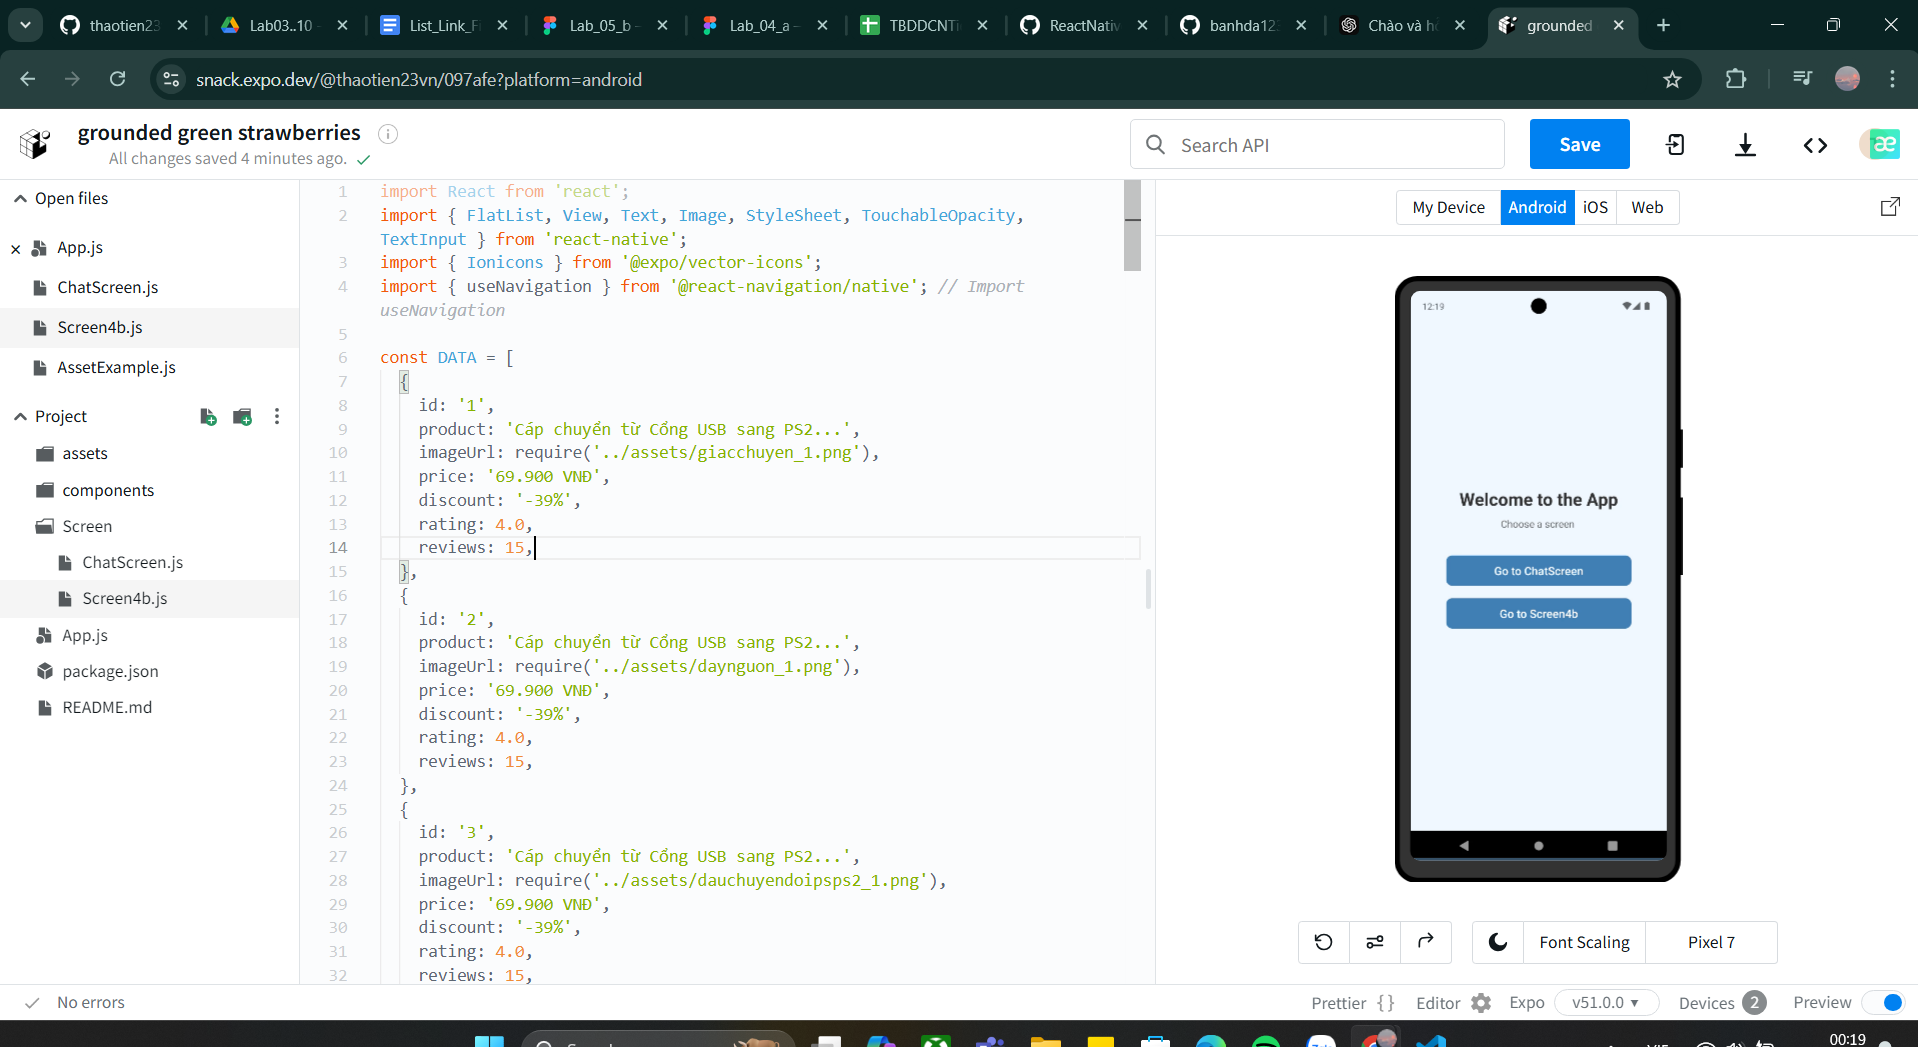 thaotien23
Lab03..10
List_Link_Fi
Lab_05_b -
Lab_04_a -
TBDDCNTi
ReactNativ
banhda123
Chào và hỏ
grounded
snack.expo.dev/@thaotien23vn/097afe?platform=android
grounded green strawberries
All changes saved 4 minutes ago.
Search API
Save
æ
Open files
App.js
ChatScreen.js
Screen4b.js
AssetExample.js
Project
assets
components
Screen
ChatScreen.js
Screen4b.js
App.js
package.json
README.md
1 import React from 'react';
2 import { FlatList, View, Text, Image, StyleSheet, TouchableOpacity,
TextInput } from 'react-native';
3 import { Ionicons } from '@expo/vector-icons';
4 import { useNavigation } from '@react-navigation/native'; // Import
useNavigation
5
6 const DATA = [
7 {
8 id: '1',
9 product: 'Cáp chuyển từ Cổng USB sang PS2...',
10 imageUrl: require('../assets/giacchuyen_1.png'),
11 price: '69.900 VNĐ',
12 discount: '-39%',
13 rating: 4.0,
14 reviews: 15,
15 },
16 {
17 id: '2',
18 product: 'Cáp chuyển từ Cổng USB sang PS2...',
19 imageUrl: require('../assets/daynguon_1.png'),
20 price: '69.900 VNĐ',
21 discount: '-39%',
22 rating: 4.0,
23 reviews: 15,
24 },
25 {
26 id: '3',
27 product: 'Cáp chuyển từ Cổng USB sang PS2...',
28 imageUrl: require('../assets/dauchuyendoipsps2_1.png'),
29 price: '69.900 VNĐ',
30 discount: '-39%',
31 rating: 4.0,
32 reviews: 15,
My Device
Android
iOS
Web
12:19
Welcome to the App
Choose a screen
Go to ChatScreen
Go to Screen4b
Font Scaling
Pixel 7
No errors
Prettier { }
Editor
Expo
v51.0.0
Devices 2
Preview
00:19